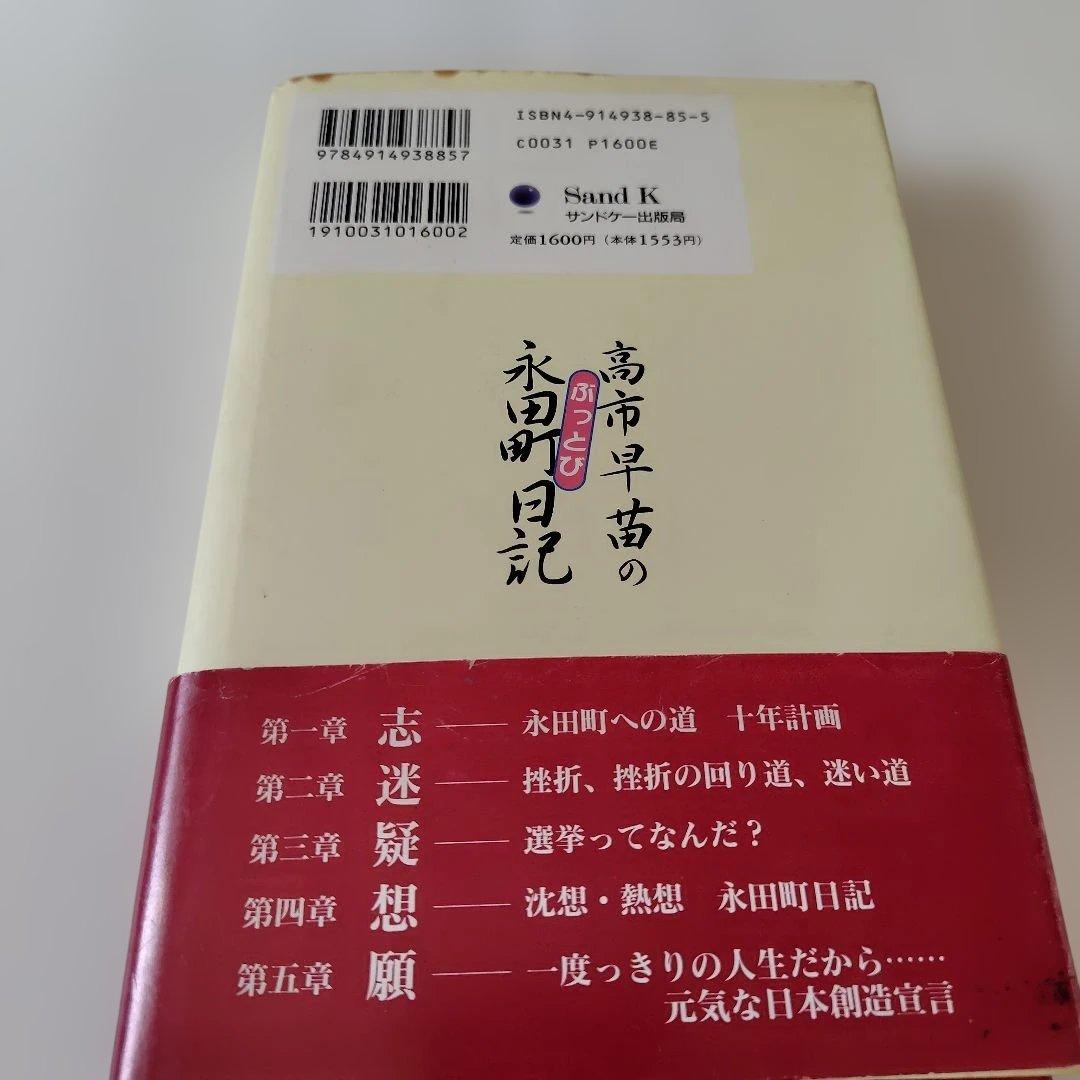 ISBN4-914938-85-5
C0031 P1600E
9784914938857
1910031016002
Sand K
サンドケー出版局
定価1600円（本体1553円）
高市早苗の
ぶっとび
永田町日記
第一章 志 ── 永田町への道 十年計画
第二章 迷 ── 挫折、挫折の回り道、迷い道
第三章 疑 ── 選挙ってなんだ？
第四章 想 ── 沈想・熱想 永田町日記
第五章 願 ── 一度っきりの人生だから……
元気な日本創造宣言